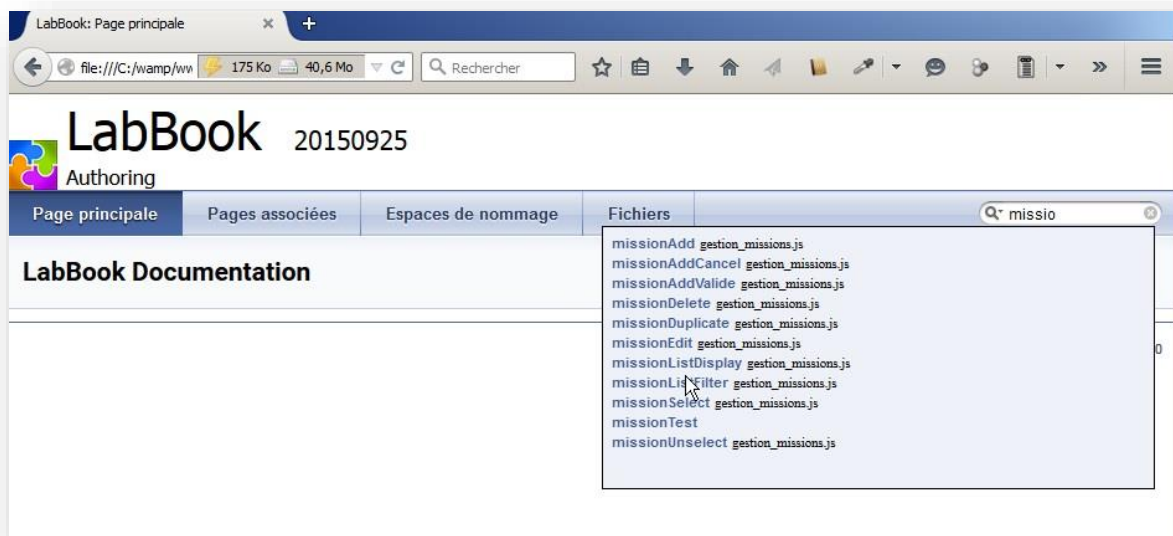 LabBook: Page principale
file:///C:/wamp/ww 175 Ko 40,6 Mo Rechercher
LabBook 20150925
Authoring
Page principale Pages associées Espaces de nommage Fichiers missio
LabBook Documentation
missionAdd gestion_missions.js
missionAddCancel gestion_missions.js
missionAddValide gestion_missions.js
missionDelete gestion_missions.js
missionDuplicate gestion_missions.js
missionEdit gestion_missions.js
missionListDisplay gestion_missions.js
missionListFilter gestion_missions.js
missionSelect gestion_missions.js
missionTest
missionUnselect gestion_missions.js